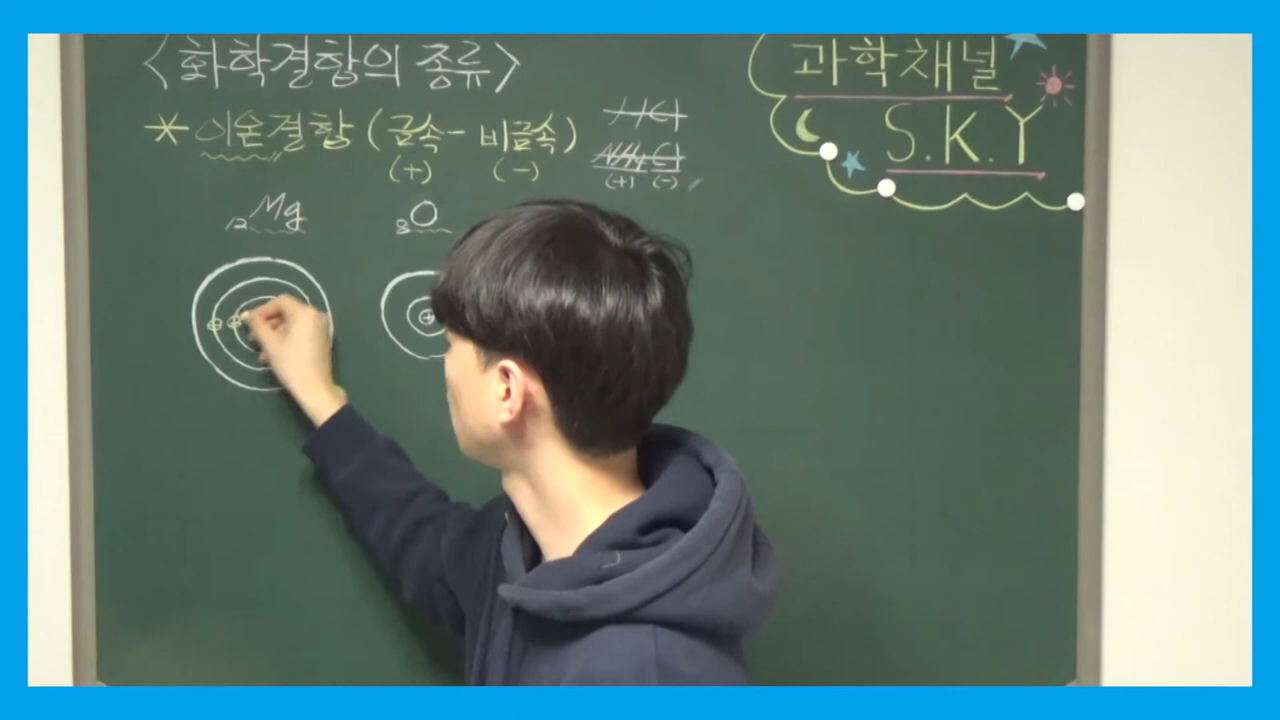 <화학결합의 종류>
* 이온결합 (금속- 비금속)
(+) (-)
HCl
NH₄Cl
(+) (-)
₁₂Mg
₈O
+
과학채널
S.K.Y